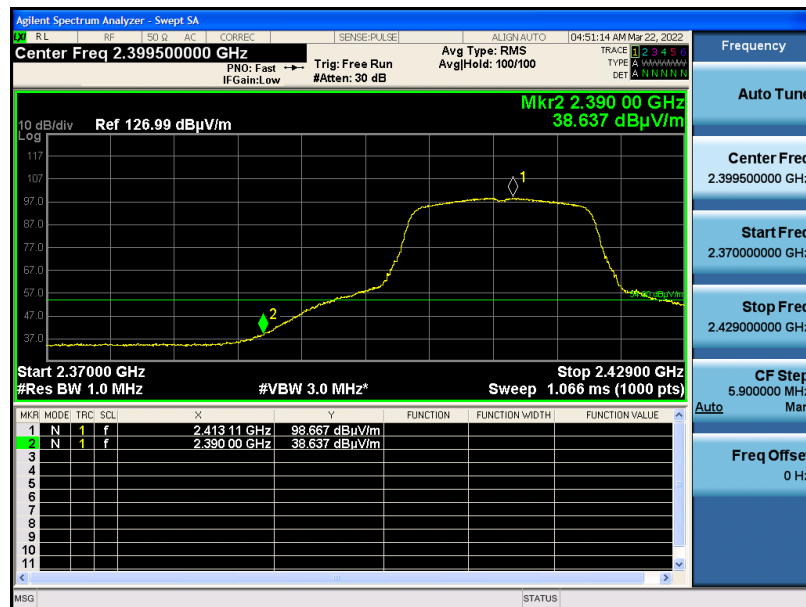 Agilent Spectrum Analyzer - Swept SA
LXI RL RF 50 Ω AC CORREC SENSE:PULSE ALIGN AUTO 04:51:14 AM Mar 22, 2022
Center Freq 2.399500000 GHz
PNO: Fast
IFGain:Low
Trig: Free Run
#Atten: 30 dB
Avg Type: RMS
Avg|Hold: 100/100
TRACE 1 2 3 4 5 6
TYPE A WWWWW
DET A N N N N N
Mkr2 2.390 00 GHz
38.637 dBµV/m
10 dB/div Ref 126.99 dBµV/m
Log
117
107
97.0
87.0
77.0
67.0
57.0
47.0
37.0
1
2
Start 2.37000 GHz Stop 2.42900 GHz
#Res BW 1.0 MHz #VBW 3.0 MHz* Sweep 1.066 ms (1000 pts)
MKR MODE TRC SCL X Y FUNCTION FUNCTION WIDTH FUNCTION VALUE
1 N 1 f 2.413 11 GHz 98.667 dBµV/m
2 N 1 f 2.390 00 GHz 38.637 dBµV/m
3
4
5
6
7
8
9
10
11
MSG STATUS
Frequency
Auto Tune
Center Freq
2.399500000 GHz
Start Freq
2.370000000 GHz
Stop Freq
2.429000000 GHz
CF Step
5.900000 MHz
Auto Man
Freq Offset
0 Hz